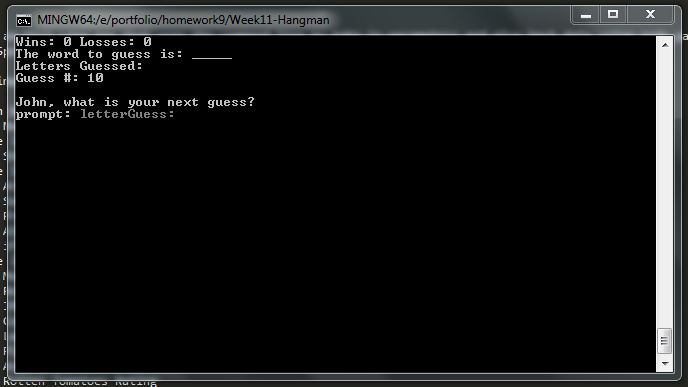 MINGW64:/e/portfolio/homework9/Week11-Hangman
Wins: 0 Losses: 0
The word to guess is: _____
Letters Guessed:
Guess #: 10
John, what is your next guess?
prompt: letterGuess:
Rotten Tomatoes Rating